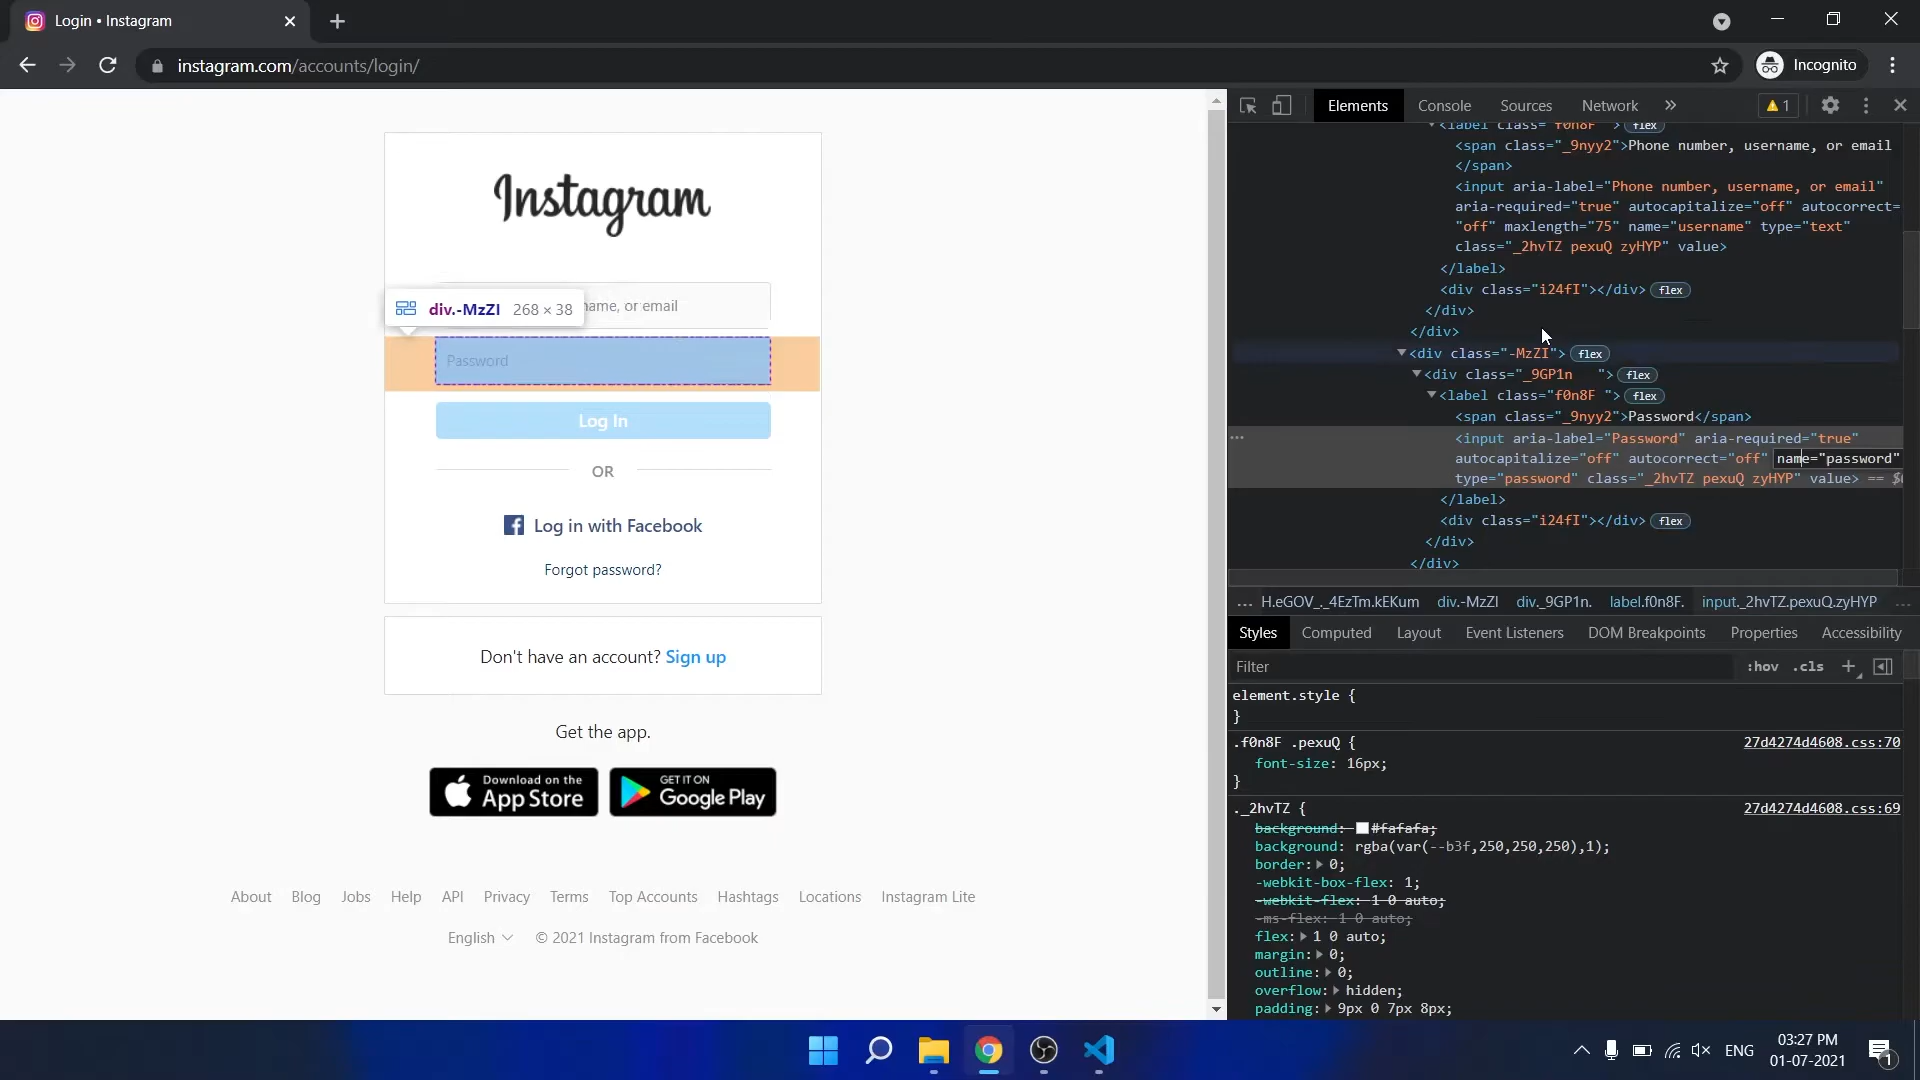 Login • Instagram
instagram.com/accounts/login/
Incognito
Instagram
name, or email
div.-MzZI 268 × 38
Password
Log In
OR
Log in with Facebook
Forgot password?
Don't have an account? Sign up
Get the app.
Download on the
App Store
GET IT ON
Google Play
About Blog Jobs Help API Privacy Terms Top Accounts Hashtags Locations Instagram Lite
English © 2021 Instagram from Facebook
Elements Console Sources Network » 1
<label class="f0n8F "> flex
<span class="_9nyy2">Phone number, username, or email
</span>
<input aria-label="Phone number, username, or email"
aria-required="true" autocapitalize="off" autocorrect=
"off" maxlength="75" name="username" type="text"
class="_2hvTZ pexuQ zyHYP" value>
</label>
<div class="i24fI"></div> flex
</div>
</div>
<div class="-MzZI"> flex
<div class="_9GP1n   "> flex
<label class="f0n8F "> flex
<span class="_9nyy2">Password</span>
… <input aria-label="Password" aria-required="true"
autocapitalize="off" autocorrect="off" name="password"
type="password" class="_2hvTZ pexuQ zyHYP" value> == 
</label>
<div class="i24fI"></div> flex
</div>
</div>
… H.eGOV_._4EzTm.kEKum div.-MzZI div._9GP1n. label.f0n8F. input._2hvTZ.pexuQ.zyHYP …
Styles Computed Layout Event Listeners DOM Breakpoints Properties Accessibility
Filter :hov .cls +
element.style {
}
.f0n8F .pexuQ { 27d4274d4608.css:70
font-size: 16px;
}
._2hvTZ { 27d4274d4608.css:69
background: #fafafa;
background: rgba(var(--b3f,250,250,250),1);
border: 0;
-webkit-box-flex: 1;
-webkit-flex: 1 0 auto;
-ms-flex: 1 0 auto;
flex: 1 0 auto;
margin: 0;
outline: 0;
overflow: hidden;
padding: 9px 0 7px 8px;
ENG
03:27 PM
01-07-2021
1